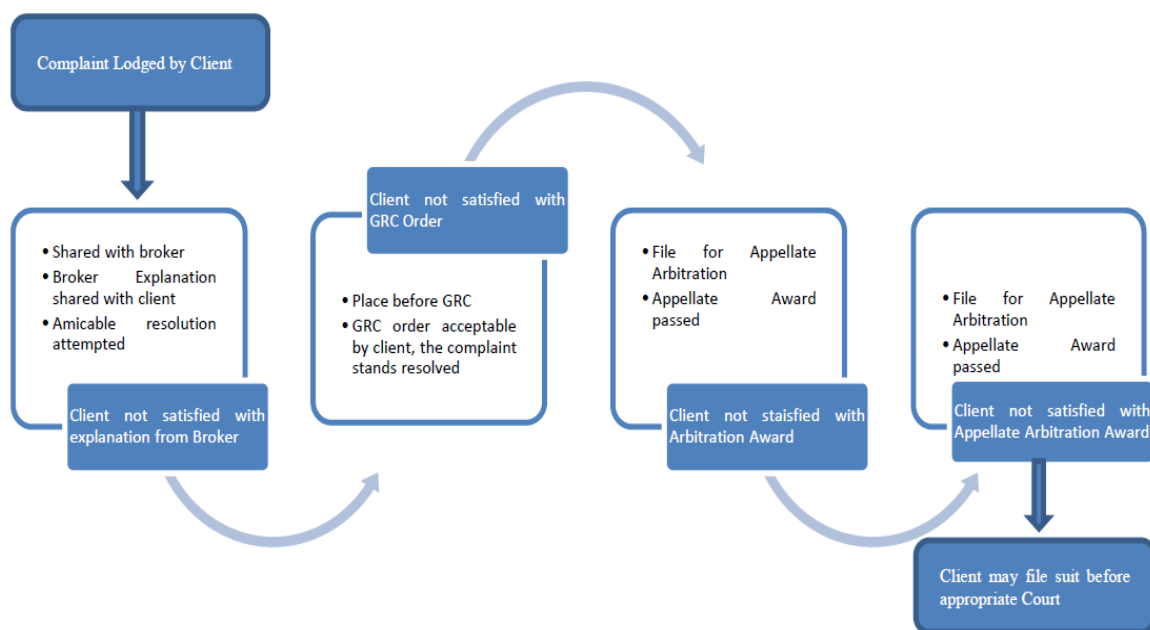 Complaint Lodged by Client
• Shared with broker
• Broker Explanation
shared with client
• Amicable resolution
attempted
Client not satisfied with
explanation from Broker
Client not satisfied with
GRC Order
• Place before GRC
• GRC order acceptable
by client, the complaint
stands resolved
• File for Appellate
Arbitration
• Appellate Award
passed
Client not staisfied with
Arbitration Award
• File for Appellate
Arbitration
• Appellate Award
passed
Client not satisfied with
Appellate Arbitration Award
Client may file suit before
appropriate Court